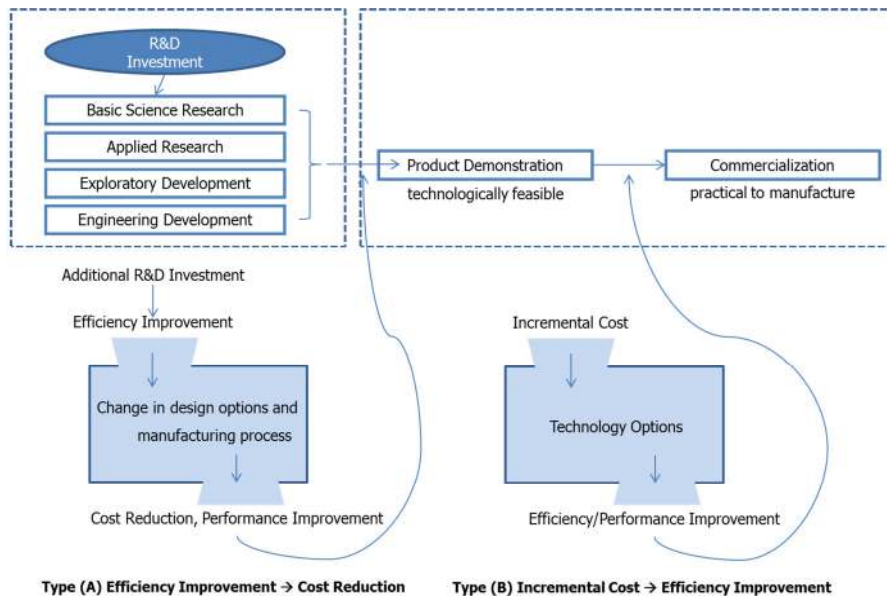 R&D
Investment
Basic Science Research
Applied Research
Exploratory Development
Engineering Development
Product Demonstration
technologically feasible
Commercialization
practical to manufacture
Additional R&D Investment
Efficiency Improvement
Change in design options and
manufacturing process
Cost Reduction, Performance Improvement
Incremental Cost
Technology Options
Efficiency/Performance Improvement
Type (A) Efficiency Improvement → Cost Reduction
Type (B) Incremental Cost → Efficiency Improvement